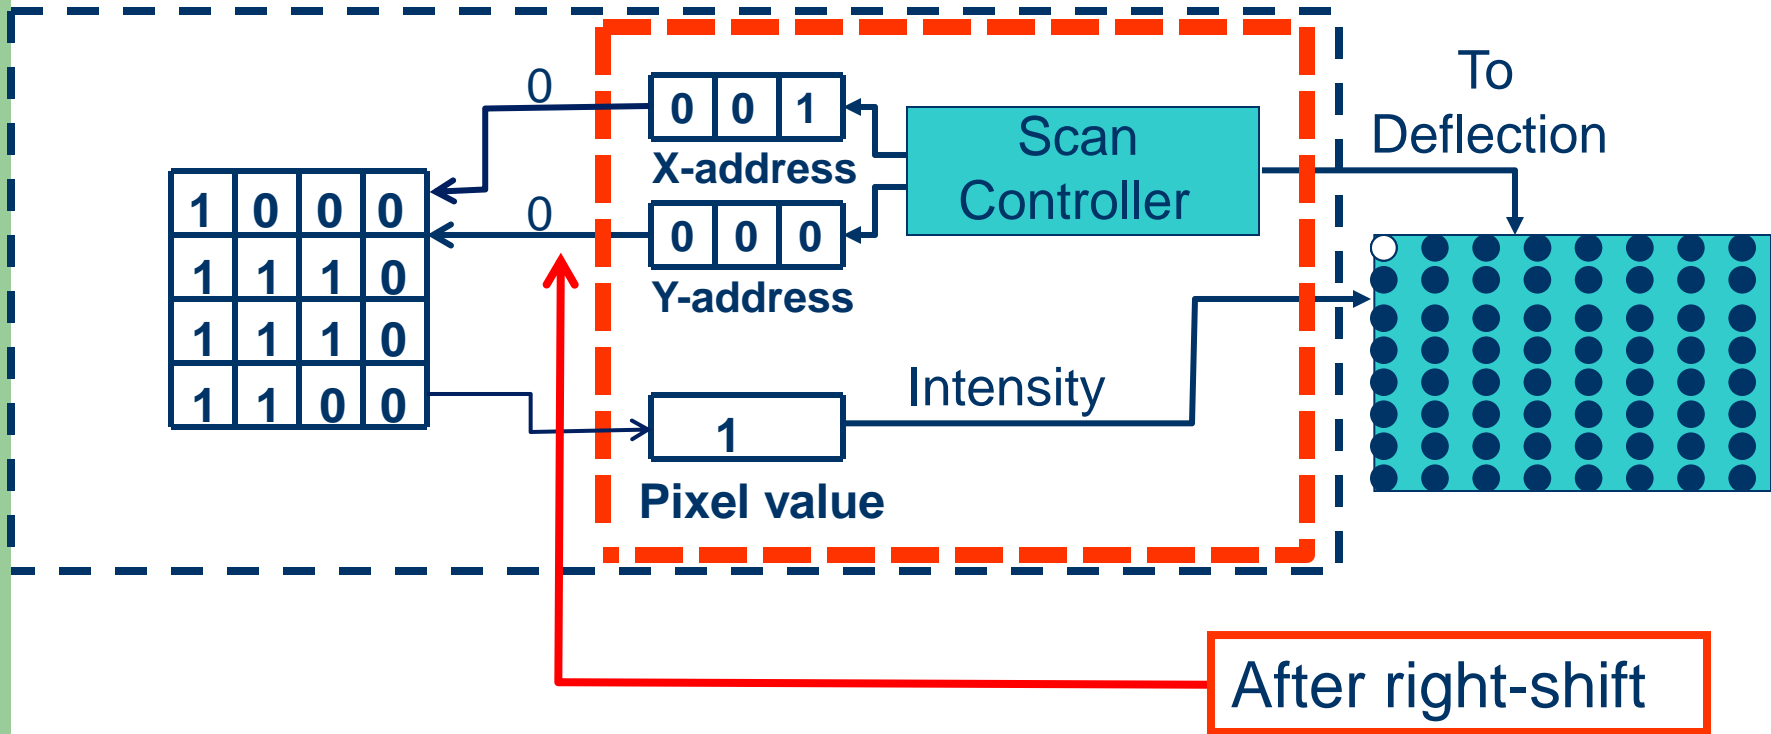 To
Deflection
0
0 0 1
X-address
Scan
Controller
0
0 0 0
Y-address
1 0 0 0
1 1 1 0
1 1 1 0
1 1 0 0
Intensity
1
Pixel value
After right-shift